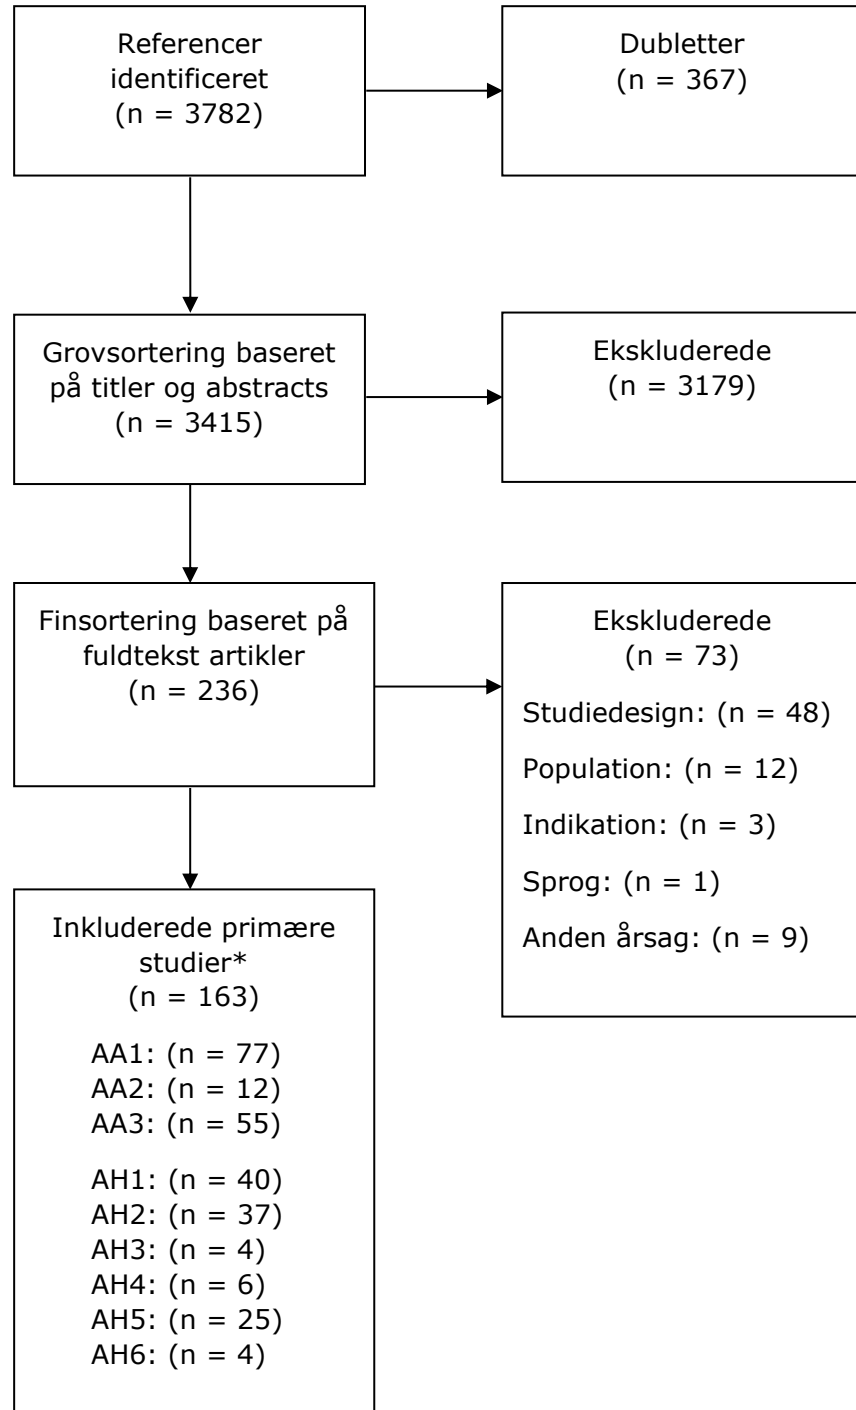 Referencer
identificeret
(n = 3782)
Dubletter
(n = 367)
Grovsortering baseret
på titler og abstracts
(n = 3415)
Ekskluderede
(n = 3179)
Finsortering baseret på
fuldtekst artikler
(n = 236)
Ekskluderede
(n = 73)
Studiedesign: (n = 48)
Population: (n = 12)
Indikation: (n = 3)
Sprog: (n = 1)
Anden årsag: (n = 9)
Inkluderede primære
studier*
(n = 163)
AA1: (n = 77)
AA2: (n = 12)
AA3: (n = 55)
AH1: (n = 40)
AH2: (n = 37)
AH3: (n = 4)
AH4: (n = 6)
AH5: (n = 25)
AH6: (n = 4)